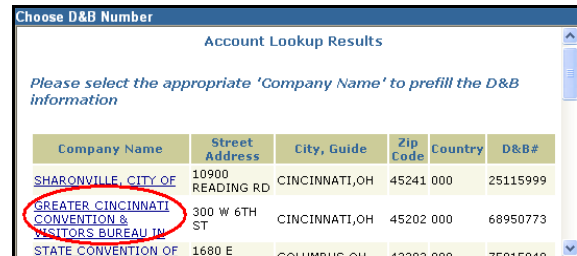 Choose D&B Number
Account Lookup Results
Please select the appropriate 'Company Name' to prefill the D&B
information
Company Name Street Address City, Guide Zip Code Country D&B#
SHARONVILLE, CITY OF 10900 READING RD CINCINNATI,OH 45241 000 25115999
GREATER CINCINNATI CONVENTION & VISITORS BUREAU IN 300 W 6TH ST CINCINNATI,OH 45202 000 68950773
STATE CONVENTION OF 1680 E